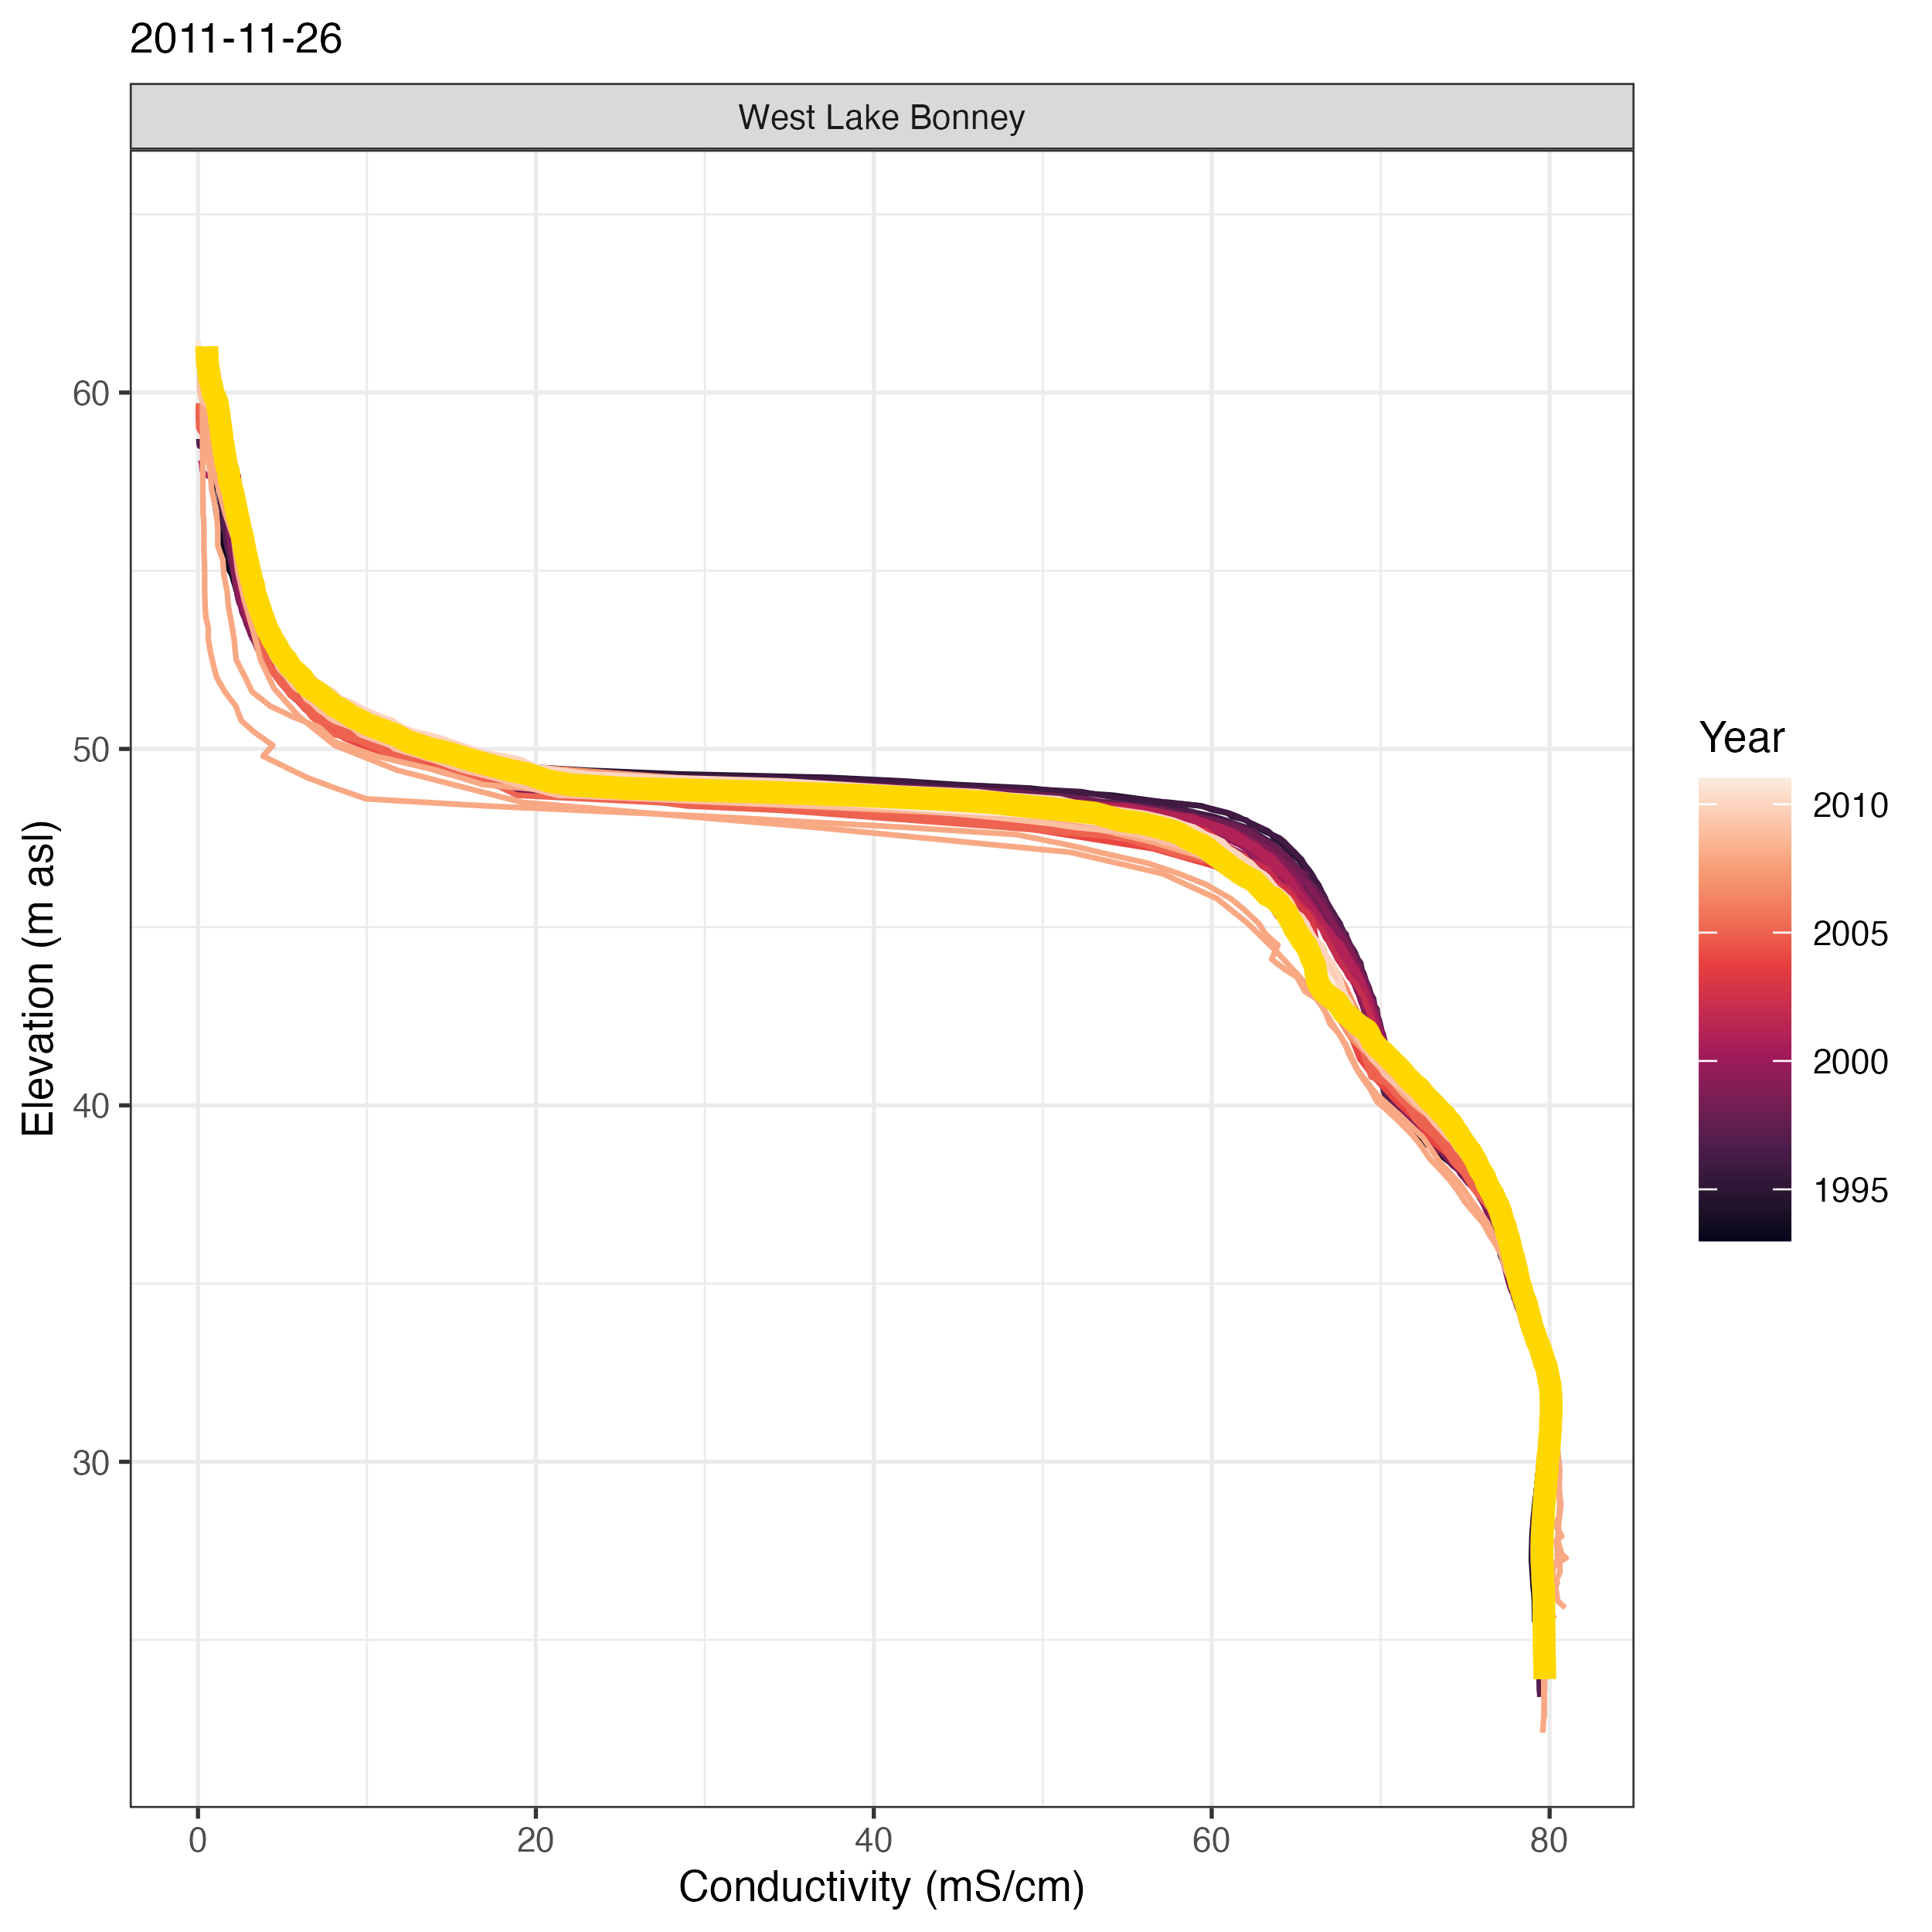 2011-11-26
West Lake Bonney
60
50
40
30
Elevation (m asl)
0 20 40 60 80
Conductivity (mS/cm)
Year
2010
2005
2000
1995